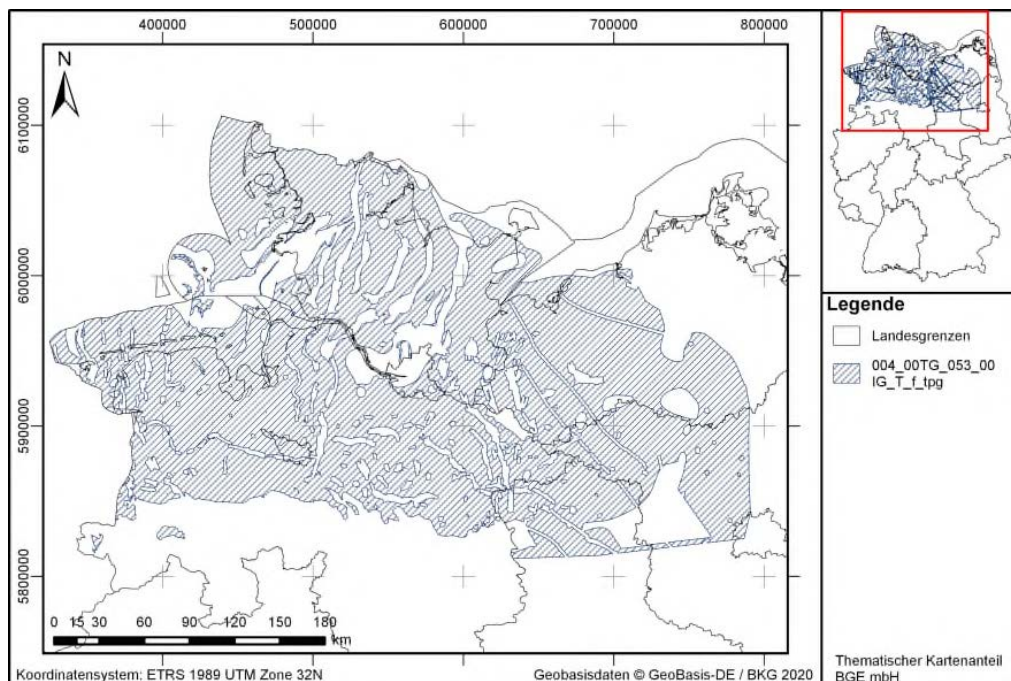 400000 500000 600000 700000 800000
N
6100000
6000000
5900000
5800000
0 15 30 60 90 120 150 180
km
Koordinatensystem: ETRS 1989 UTM Zone 32N
Geobasisdaten © GeoBasis-DE / BKG 2020
Legende
Landesgrenzen
004_00TG_053_00
IG_T_f_tpg
Thematischer Kartenanteil
BGE mbH